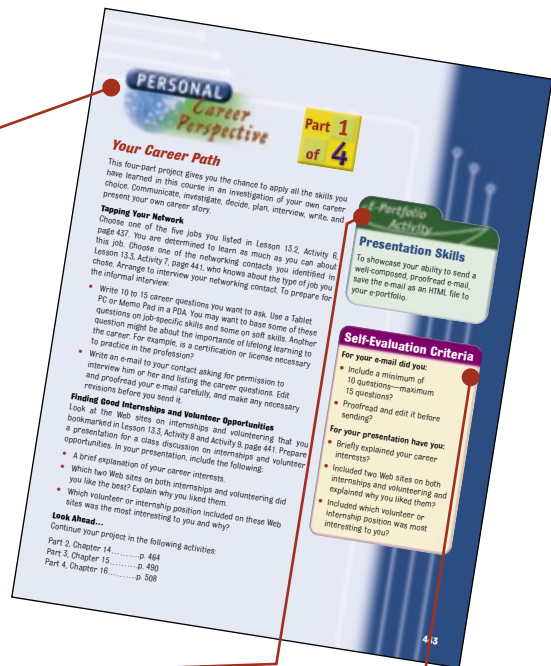 PERSONAL
Career
Perspective
Part 1
of 4
Your Career Path
This four-part project gives you the chance to apply all the skills you
have learned in this course in an investigation of your own career
choice. Communicate, investigate, decide, plan, interview, write, and
present your own career story.
Tapping Your Network
Choose one of the five jobs you listed in Lesson 13.2, Activity 6,
page 437. You are determined to learn as much as you can about
this job. Choose one of the networking contacts you identified in
Lesson 13.3, Activity 7, page 441, who knows about the type of job you
chose. Arrange to interview your networking contact. To prepare for
the informal interview:
• Write 10 to 15 career questions you want to ask. Use a Tablet
PC or Memo Pad in a PDA. You may want to base some of these
questions on job-specific skills and some on soft skills. Another
question might be about the importance of lifelong learning to
the career. For example, is a certification or license necessary
to practice in the profession?
• Write an e-mail to your contact asking for permission to
interview him or her and listing the career questions. Edit
and proofread your e-mail carefully, and make any necessary
revisions before you send it.
Finding Good Internships and Volunteer Opportunities
Look at the Web sites on internships and volunteering that you
bookmarked in Lesson 13.3, Activity 8 and Activity 9, page 441. Prepare
a presentation for a class discussion on internships and volunteer
opportunities. In your presentation, include the following:
• A brief explanation of your career interests.
• Which two Web sites on both internships and volunteering did
you like the best? Explain why you liked them.
• Which volunteer or internship position included on these Web
sites was the most interesting to you and why?
Look Ahead...
Continue your project in the following activities:
Part 2, Chapter 14.........p. 464
Part 3, Chapter 15.........p. 490
Part 4, Chapter 16.........p. 508
E-Portfolio
Activity
Presentation Skills
To showcase your ability to send a
well-composed, proofread e-mail,
save the e-mail as an HTML file to
your e-portfolio.
Self-Evaluation Criteria
For your e-mail did you:
• Include a minimum of
10 questions—maximum
15 questions?
• Proofread and edit it before
sending?
For your presentation have you:
• Briefly explained your career
interests?
• Included two Web sites on both
internships and volunteering and
explained why you liked them?
• Included which volunteer or
internship position was most
interesting to you?